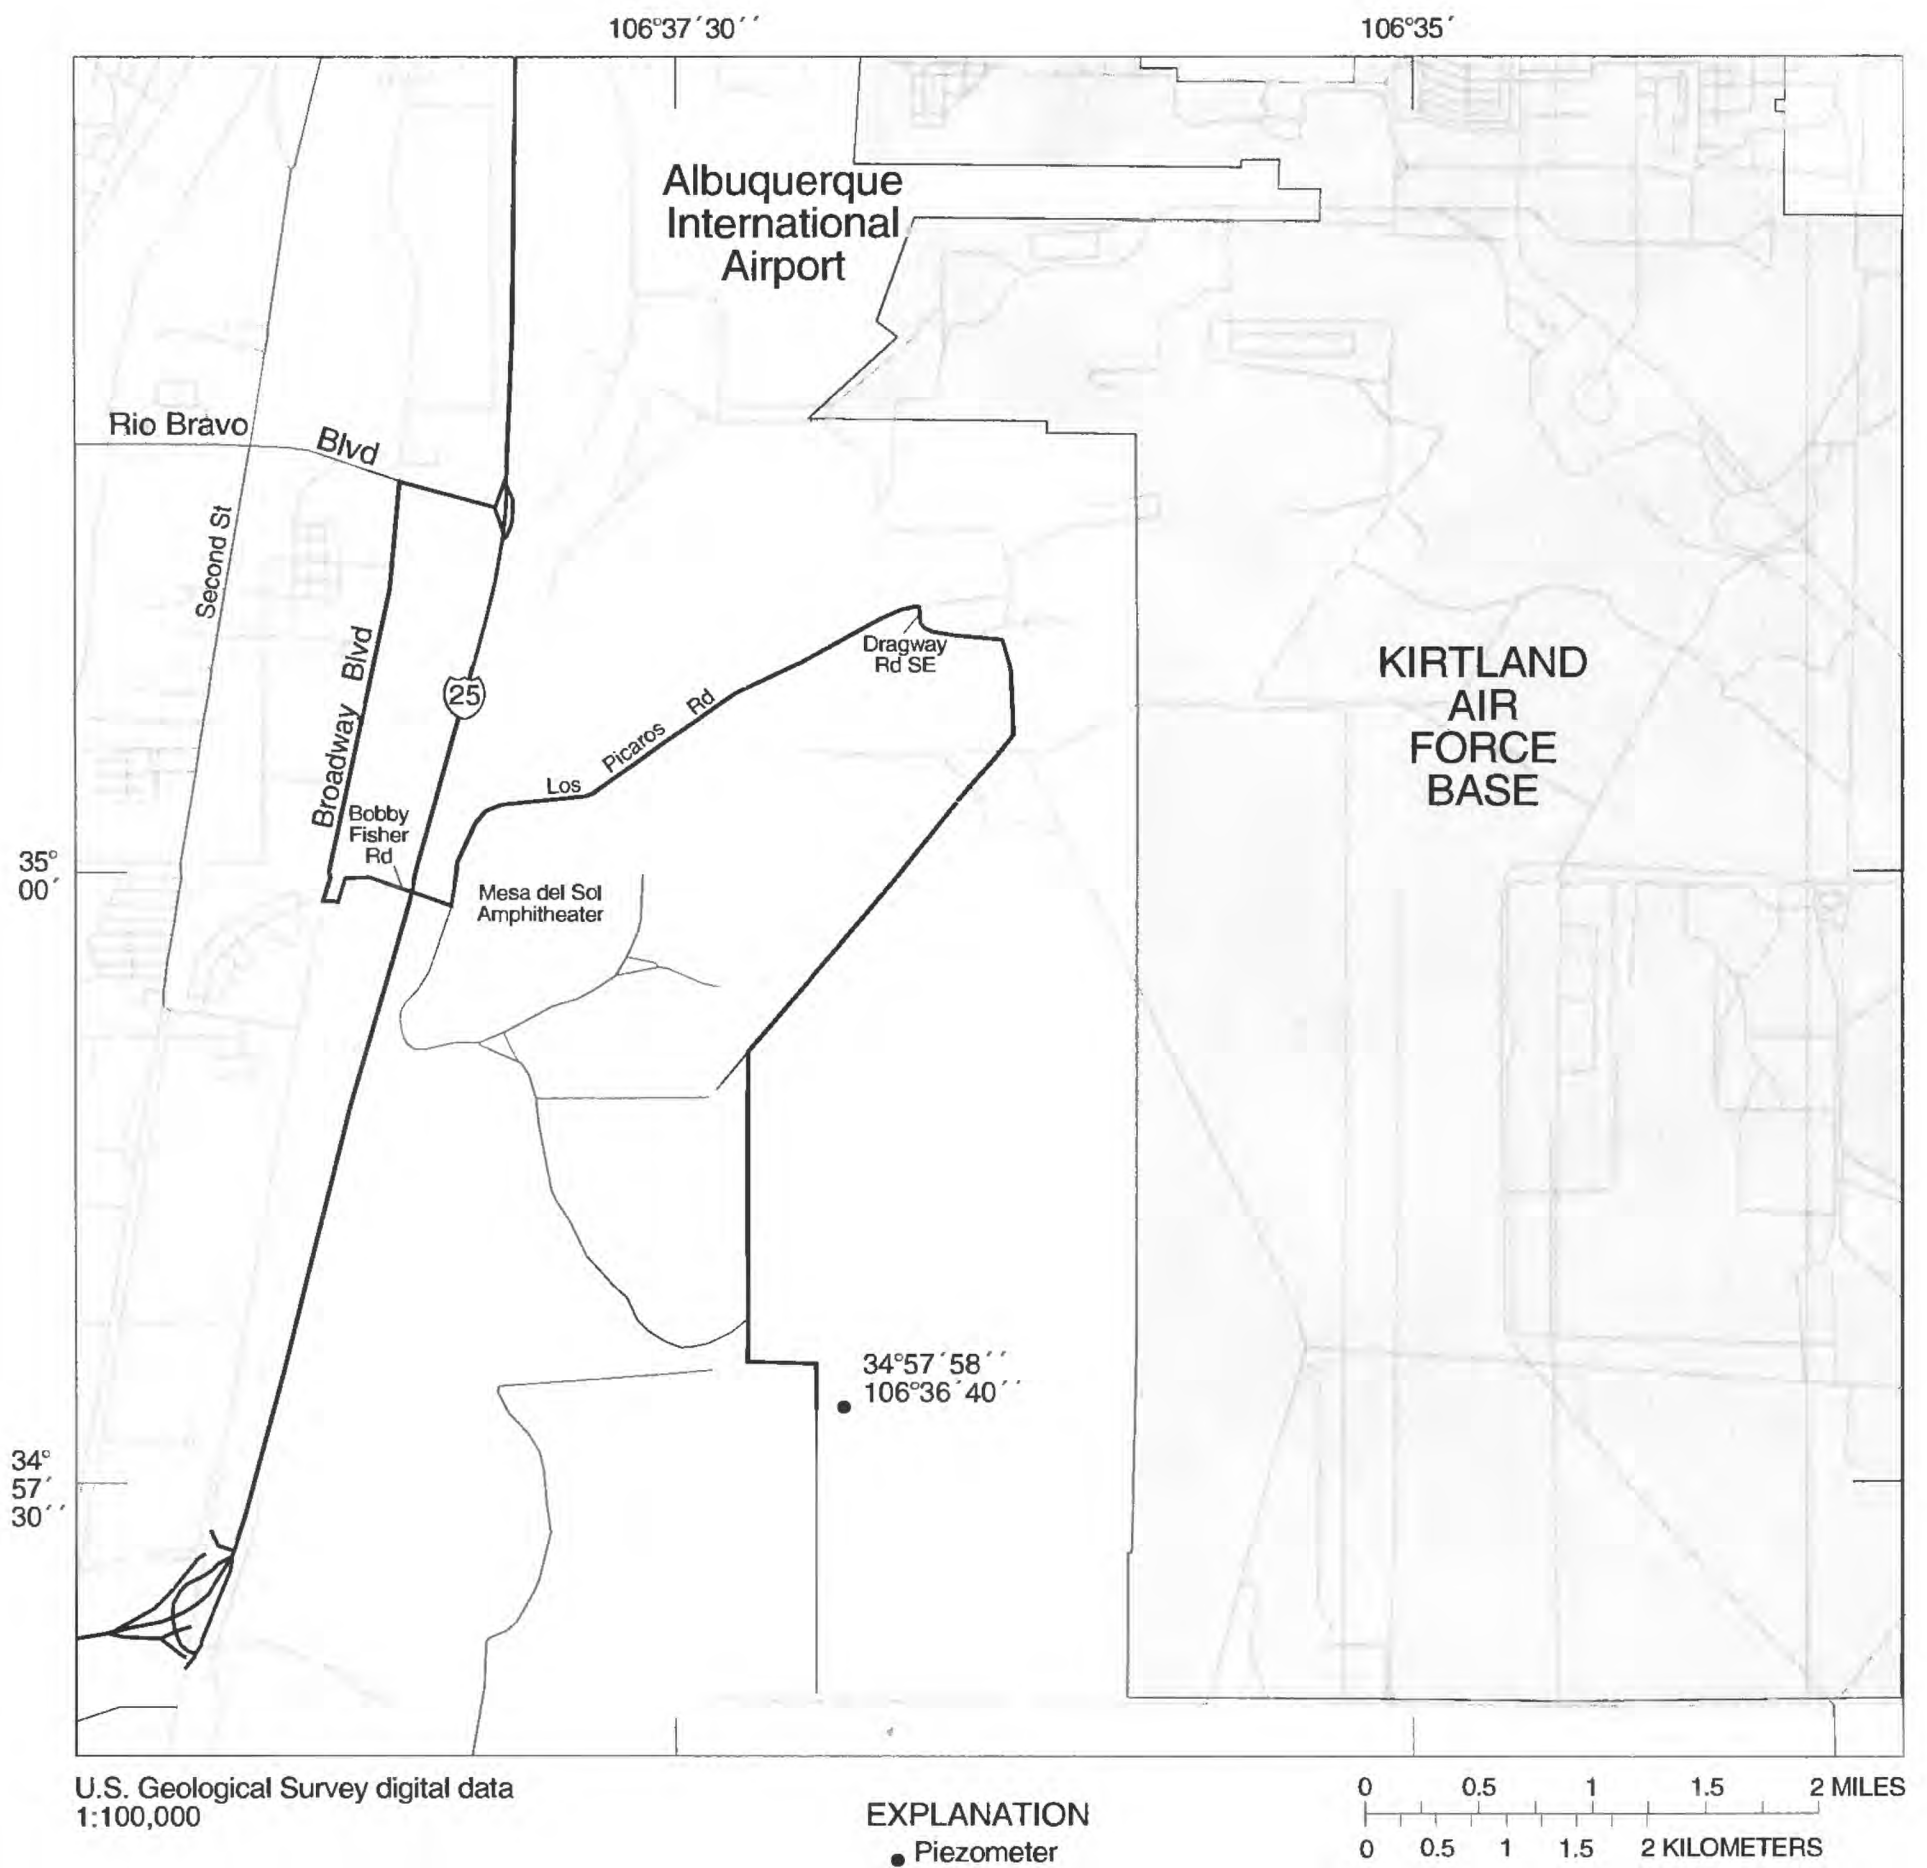 106°37´30´´
106°35´
Albuquerque
International
Airport
Rio Bravo
Blvd
Second St
Broadway Blvd
25
Dragway
Rd SE
Los Picaros Rd
Bobby
Fisher
Rd
KIRTLAND
AIR
FORCE
BASE
35°
00´
Mesa del Sol
Amphitheater
34°57´58´´
106°36´40´´
34°
57´
30´´
U.S. Geological Survey digital data
1:100,000
EXPLANATION
Piezometer
0 0.5 1 1.5 2 MILES
0 0.5 1 1.5 2 KILOMETERS